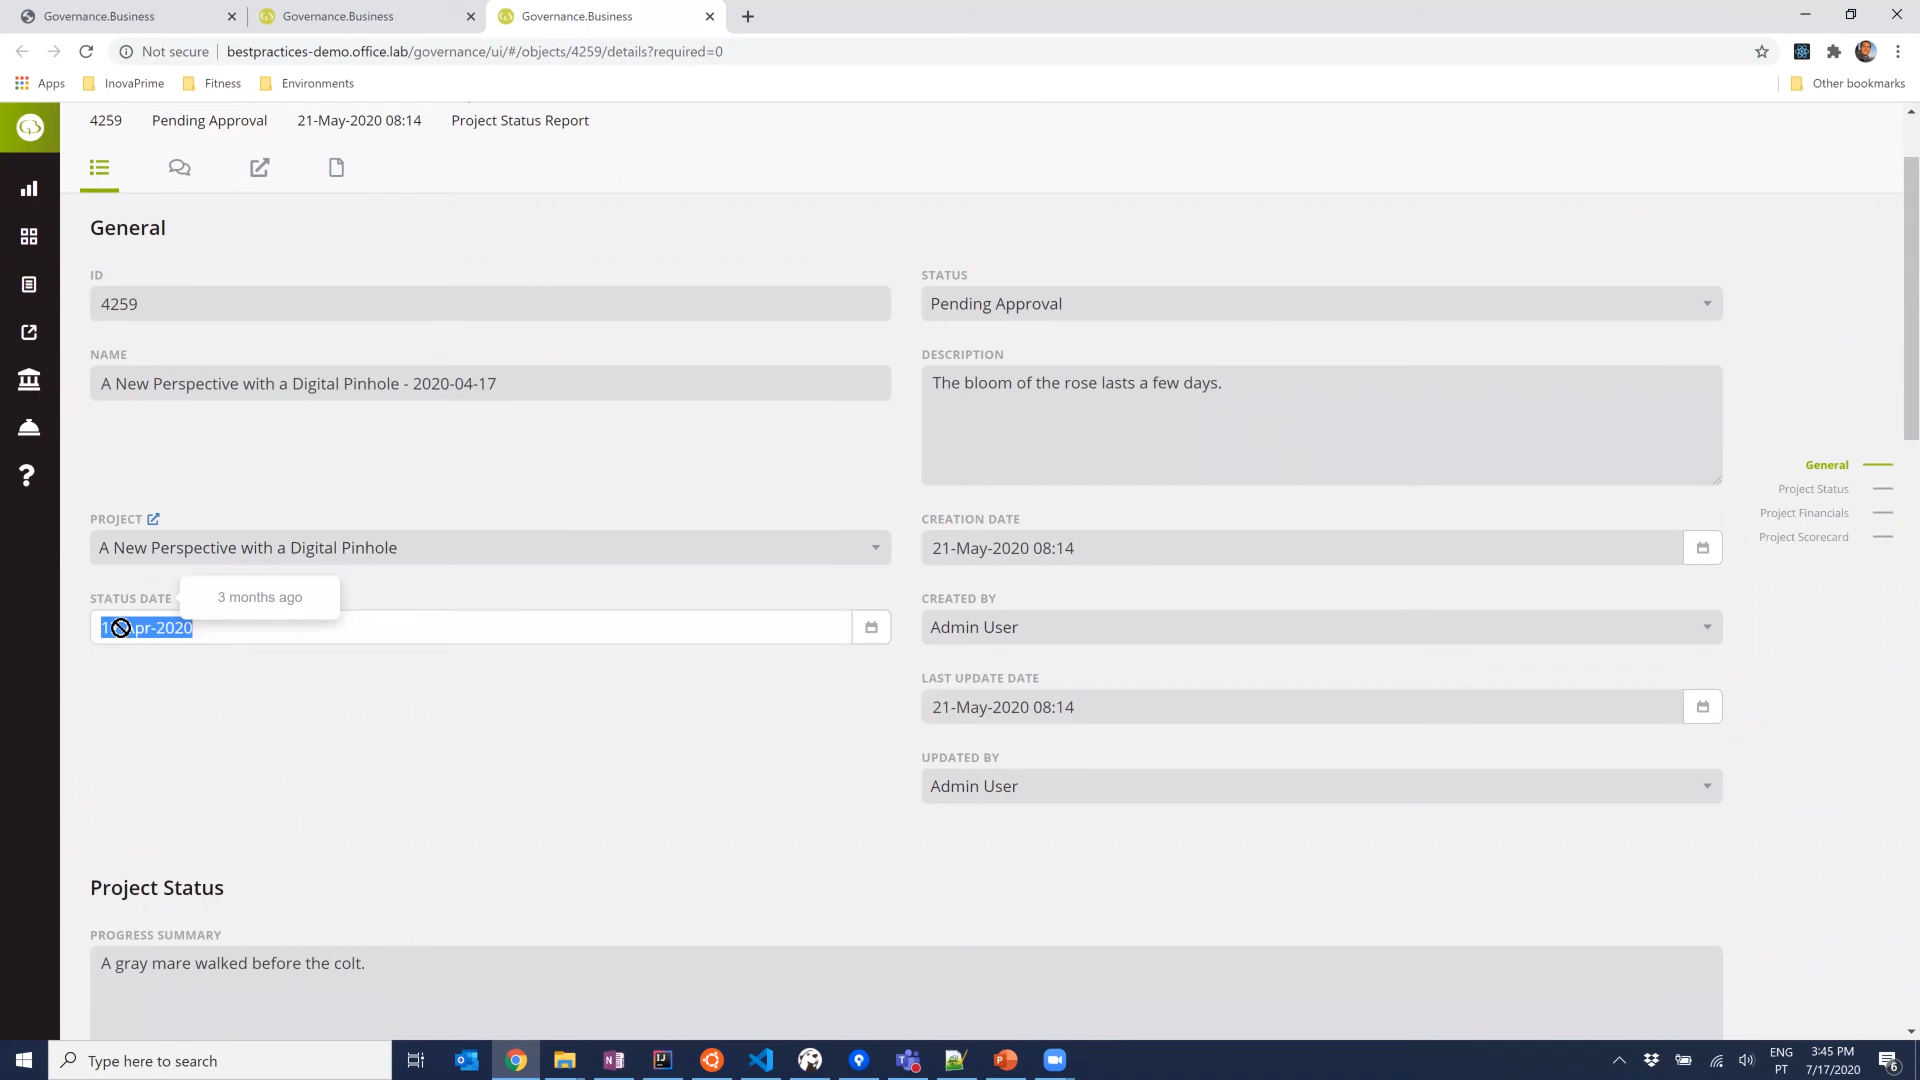 Governance.Business
Governance.Business
Governance.Business
Not secure
bestpractices-demo.office.lab/governance/ui/#/objects/4259/details?required=0
Apps
InovaPrime
Fitness
Environments
Other bookmarks
4259
Pending Approval
21-May-2020 08:14
Project Status Report
General
ID
4259
STATUS
Pending Approval
NAME
A New Perspective with a Digital Pinhole - 2020-04-17
DESCRIPTION
The bloom of the rose lasts a few days.
General
Project Status
Project Financials
Project Scorecard
PROJECT
A New Perspective with a Digital Pinhole
CREATION DATE
21-May-2020 08:14
STATUS DATE
3 months ago
CREATED BY
Admin User
LAST UPDATE DATE
21-May-2020 08:14
UPDATED BY
Admin User
Project Status
PROGRESS SUMMARY
A gray mare walked before the colt.
Type here to search
ENG
PT
3:45 PM
7/17/2020
6